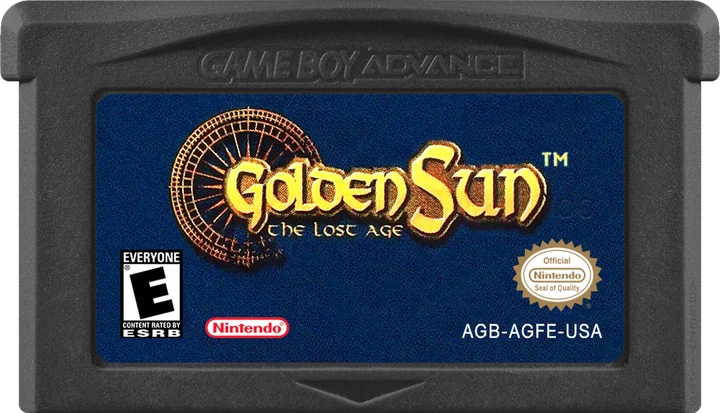 GAME BOY ADVANCE
Golden Sun™
The Lost Age
EVERYONE
E
®
CONTENT RATED BY
ESRB
Nintendo®
Official
Nintendo
Seal of Quality
AGB-AGFE-USA